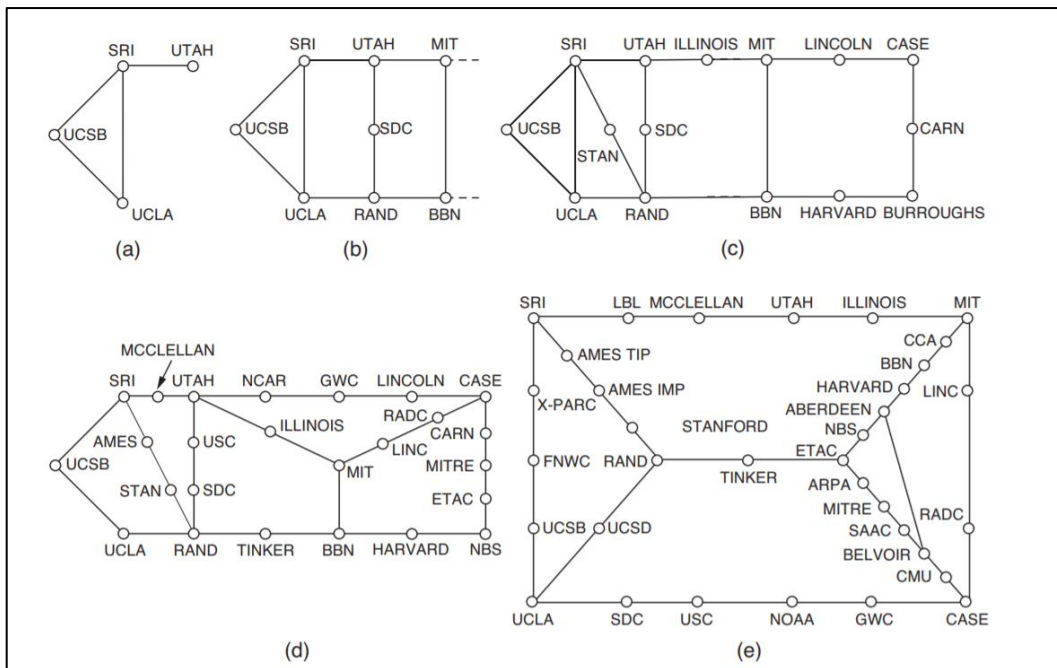 SRI UTAH
UCSB
UCLA
(a)
SRI UTAH MIT
UCSB SDC
UCLA RAND BBN
(b)
SRI UTAH ILLINOIS MIT LINCOLN CASE
UCSB STAN SDC CARN
UCLA RAND BBN HARVARD BURROUGHS
(c)
MCCLELLAN
SRI UTAH NCAR GWC LINCOLN CASE
RADC
ILLINOIS CARN
AMES USC
LINC
UCSB MIT MITRE
STAN SDC ETAC
UCLA RAND TINKER BBN HARVARD NBS
(d)
SRI LBL MCCLELLAN UTAH ILLINOIS MIT
CCA
AMES TIP
BBN
AMES IMP HARVARD LINC
X-PARC
ABERDEEN
STANFORD
NBS
FNWC RAND ETAC
TINKER
ARPA
MITRE
UCSB UCSD SAAC RADC
BELVOIR
CMU
UCLA SDC USC NOAA GWC CASE
(e)